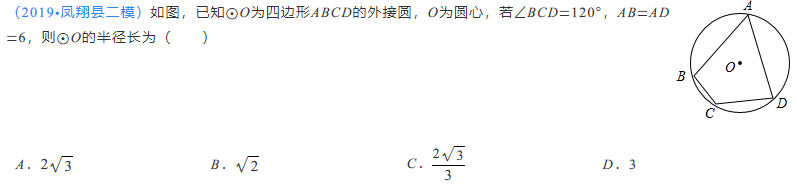 （2019•凤翔县二模）如图，已知⊙O为四边形ABCD的外接圆，O为圆心，若∠BCD=120°，AB=AD
=6，则⊙O的半径长为（　　）
A
B
O
C
D
A．2√3　B．√2　C．2√3/3　D．3